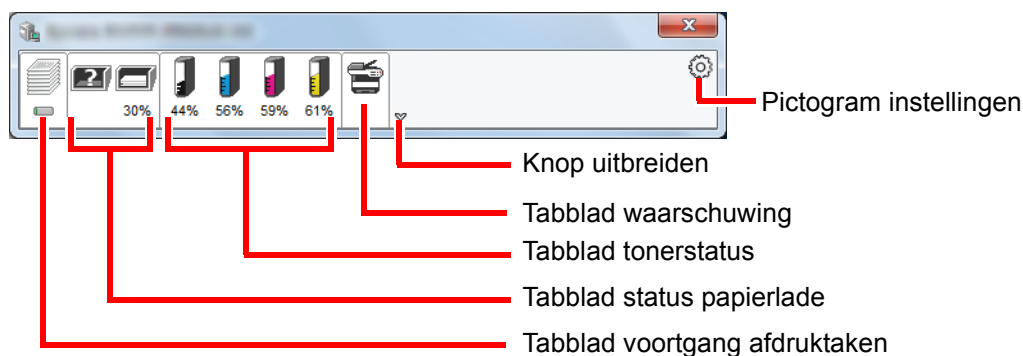 x
?
30% 44% 56% 59% 61%
Pictogram instellingen
Knop uitbreiden
Tabblad waarschuwing
Tabblad tonerstatus
Tabblad status papierlade
Tabblad voortgang afdruktaken